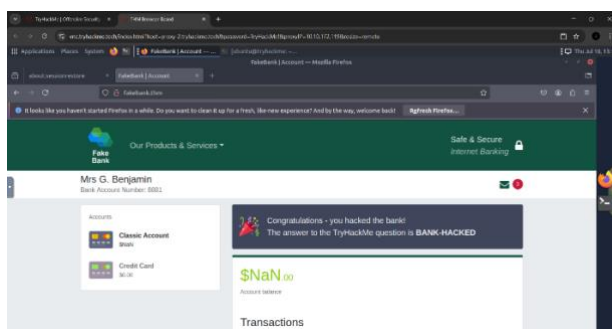 TryHackMe | Offensive Security
Applications Places System
FakeBank | Account — Mozilla Firefox
about:sessionrestore
FakeBank | Account
fakebank.thm
It looks like you haven't started Firefox in a while. Do you want to clean it up for a fresh, like-new experience? And by the way, welcome back!
Refresh Firefox...
Fake
Bank
Our Products & Services
Safe & Secure
Internet Banking
Mrs G. Benjamin
Bank Account Number: 8881
Accounts
Classic Account
$NaN
Credit Card
$0.00
Congratulations - you hacked the bank!
The answer to the TryHackMe question is BANK-HACKED
$NaN.00
Account balance
Transactions